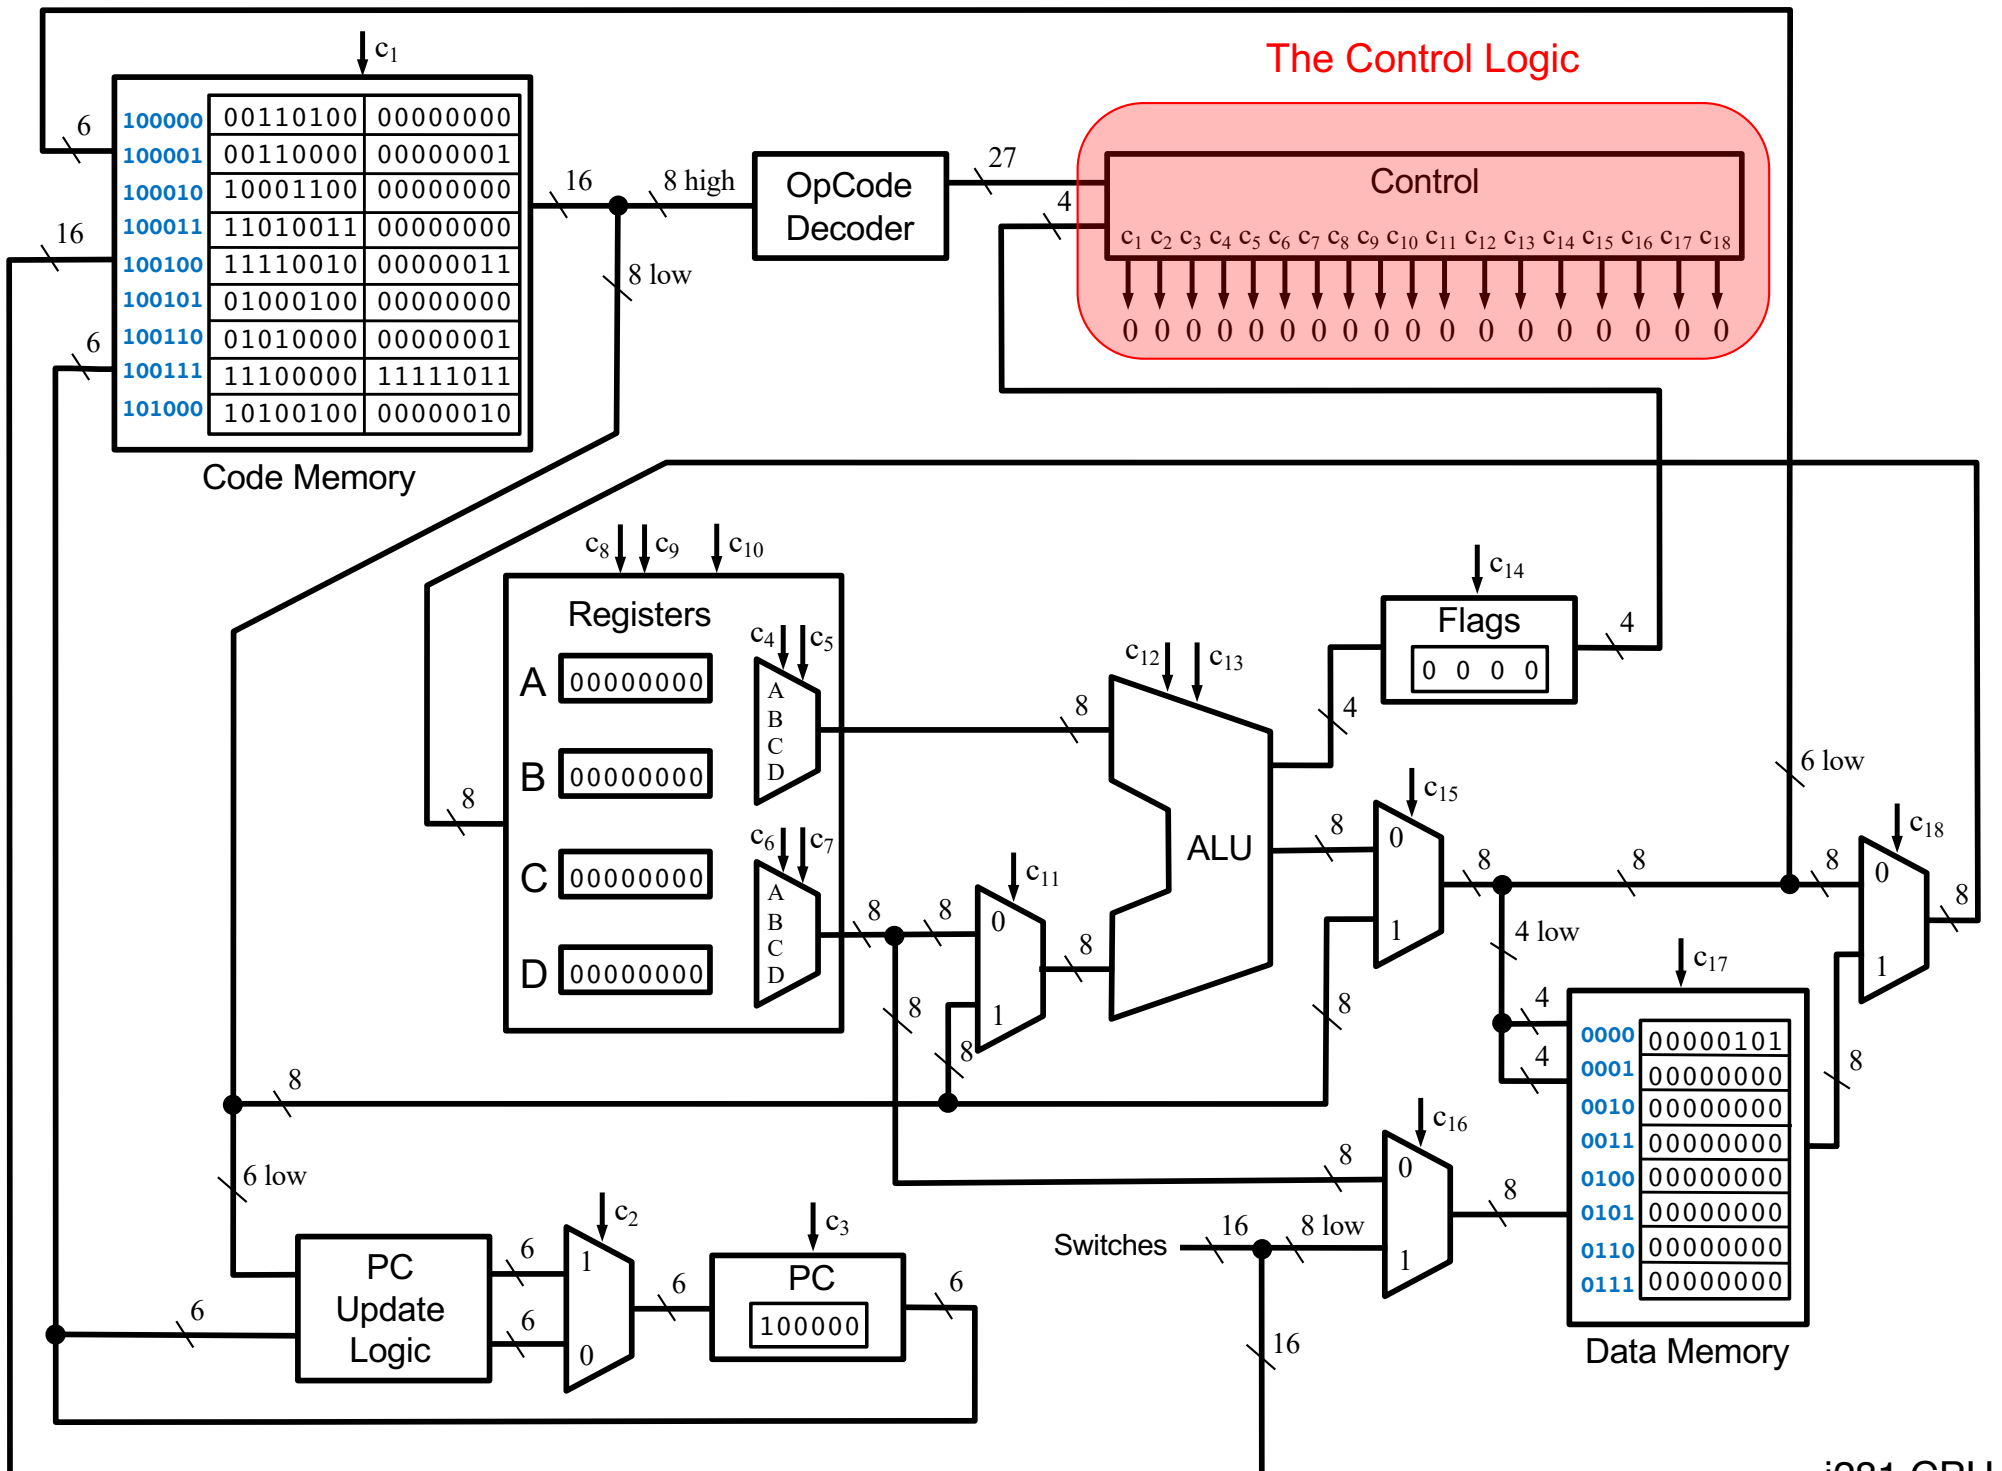 The Control Logic
c1
6
16
6
100000 00110100 00000000
100001 00110000 00000001
100010 10001100 00000000
100011 11010011 00000000
100100 11110010 00000011
100101 01000100 00000000
100110 01010000 00000001
100111 11100000 11111011
101000 10100100 00000010
Code Memory
16
8 high
8 low
OpCode
Decoder
27
4
Control
c1 c2 c3 c4 c5 c6 c7 c8 c9 c10 c11 c12 c13 c14 c15 c16 c17 c18
0 0 0 0 0 0 0 0 0 0 0 0 0 0 0 0 0 0
c8 c9 c10
8
Registers
A 00000000
B 00000000
C 00000000
D 00000000
c4 c5
A
B
C
D
c6 c7
A
B
C
D
8
8
8
8
c11
0
1
8
8
c12 c13
ALU
c14
Flags
0 0 0 0
4
4
8
c15
0
1
8
8
8
6 low
8
c18
0
1
8
4 low
4
4
c17
0000 00000101
0001 00000000
0010 00000000
0011 00000000
0100 00000000
0101 00000000
0110 00000000
0111 00000000
Data Memory
8
8
6 low
6
PC
Update
Logic
6
6
c2
1
0
6
c3
PC
100000
6
Switches
16
8 low
16
8
c16
0
1
8